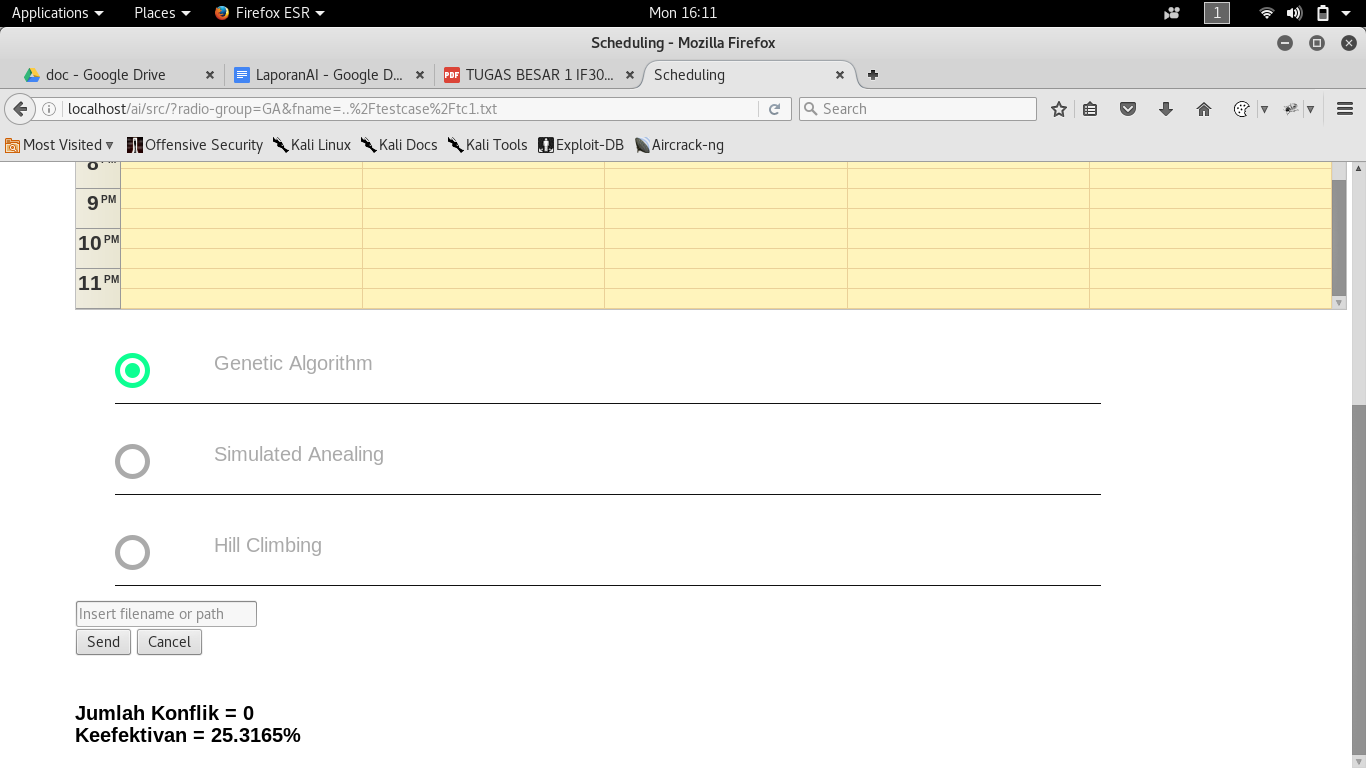 Applications Places Firefox ESR Mon 16:11 1
Scheduling - Mozilla Firefox
doc - Google Drive LaporanAI - Google D... TUGAS BESAR 1 IF30... Scheduling
localhost/ai/src/?radio-group=GA&fname=..%2Ftestcase%2Ftc1.txt Search
Most Visited Offensive Security Kali Linux Kali Docs Kali Tools Exploit-DB Aircrack-ng
8 PM
9 PM
10 PM
11 PM
Genetic Algorithm
Simulated Anealing
Hill Climbing
Insert filename or path
Send Cancel
Jumlah Konflik = 0
Keefektivan = 25.3165%